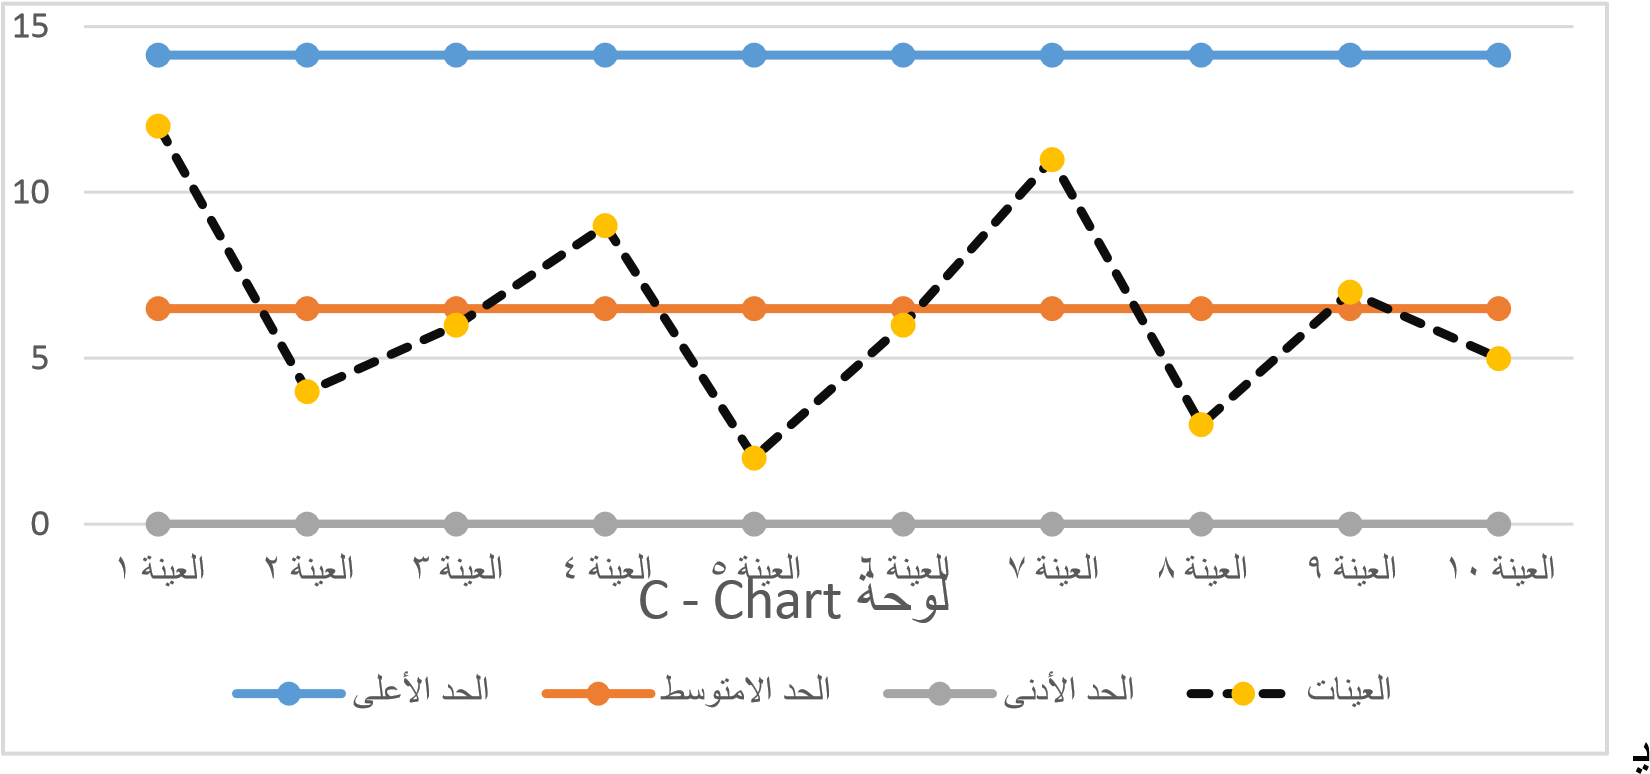 15
10
5
0
العينة ١ العينة ٢ العينة ٣ العينة ٤ العينة ٥ العينة ٦ العينة ٧ العينة ٨ العينة ٩ العينة ١٠
لوحة C - Chart
الحد الأعلى الحد الامتوسط الحد الأدنى العينات